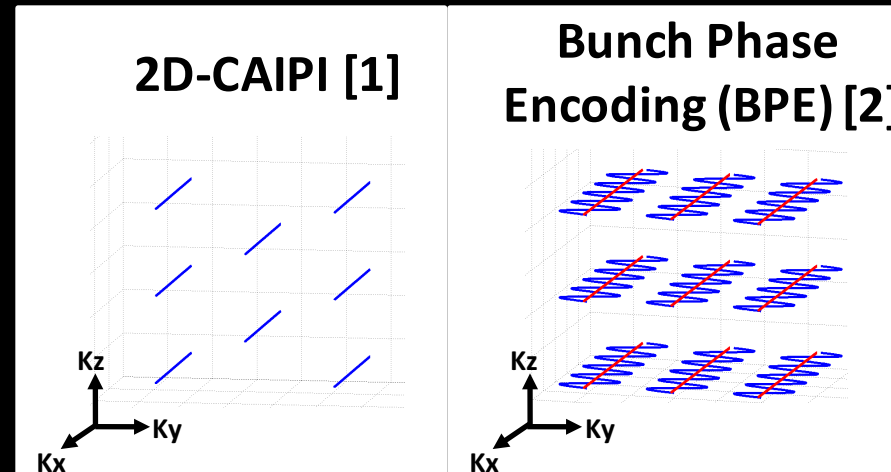 2D-CAIPI [1]
Kz
Ky
Kx
Bunch Phase
Encoding (BPE) [2]
Kz
Ky
Kx